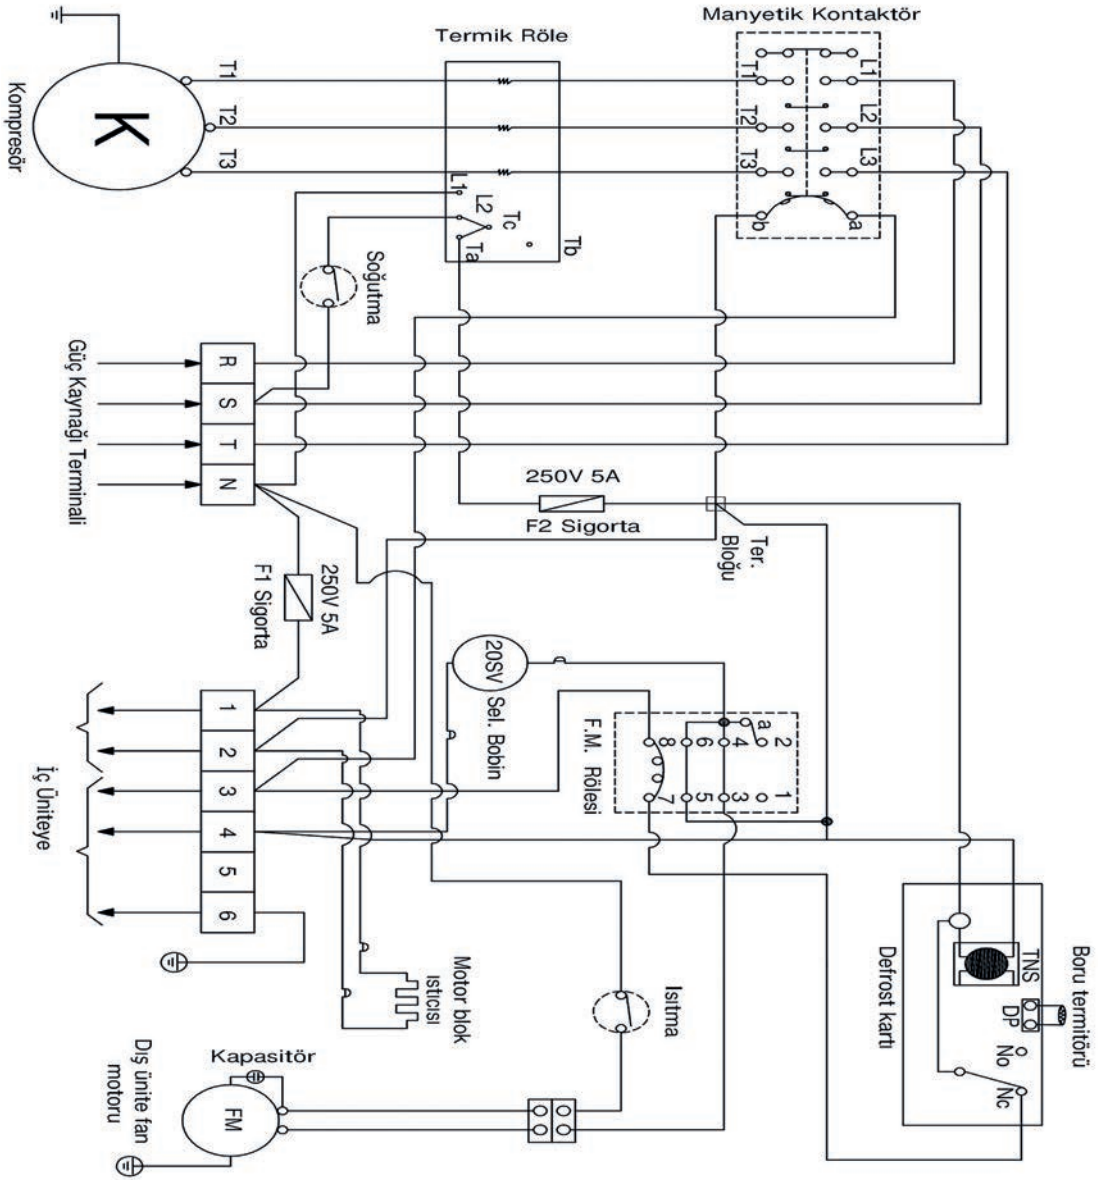 Manyetik Kontaktör
Termik Röle
L1
L2
L3
a
T1
T2
T3
b
T1
T2
T3
K
Kompresör
L1
L2
Tc
Ta
Tb
Soğutma
Güç Kaynağı Terminali
R
S
T
N
250V 5A
F2 Sigorta
Ter.
Bloğu
250V 5A
F1 Sigorta
20SV
Sel. Bobin
F.M. Rölesi
a
2
4
6
8
1
3
5
7
1
2
3
4
5
6
İç Üniteye
Motor blok
ıstıcısı
Isıtma
Boru termitörü
TNS
DP
No
Nc
Defrost kartı
Kapasitör
FM
Dış ünite fan
motoru